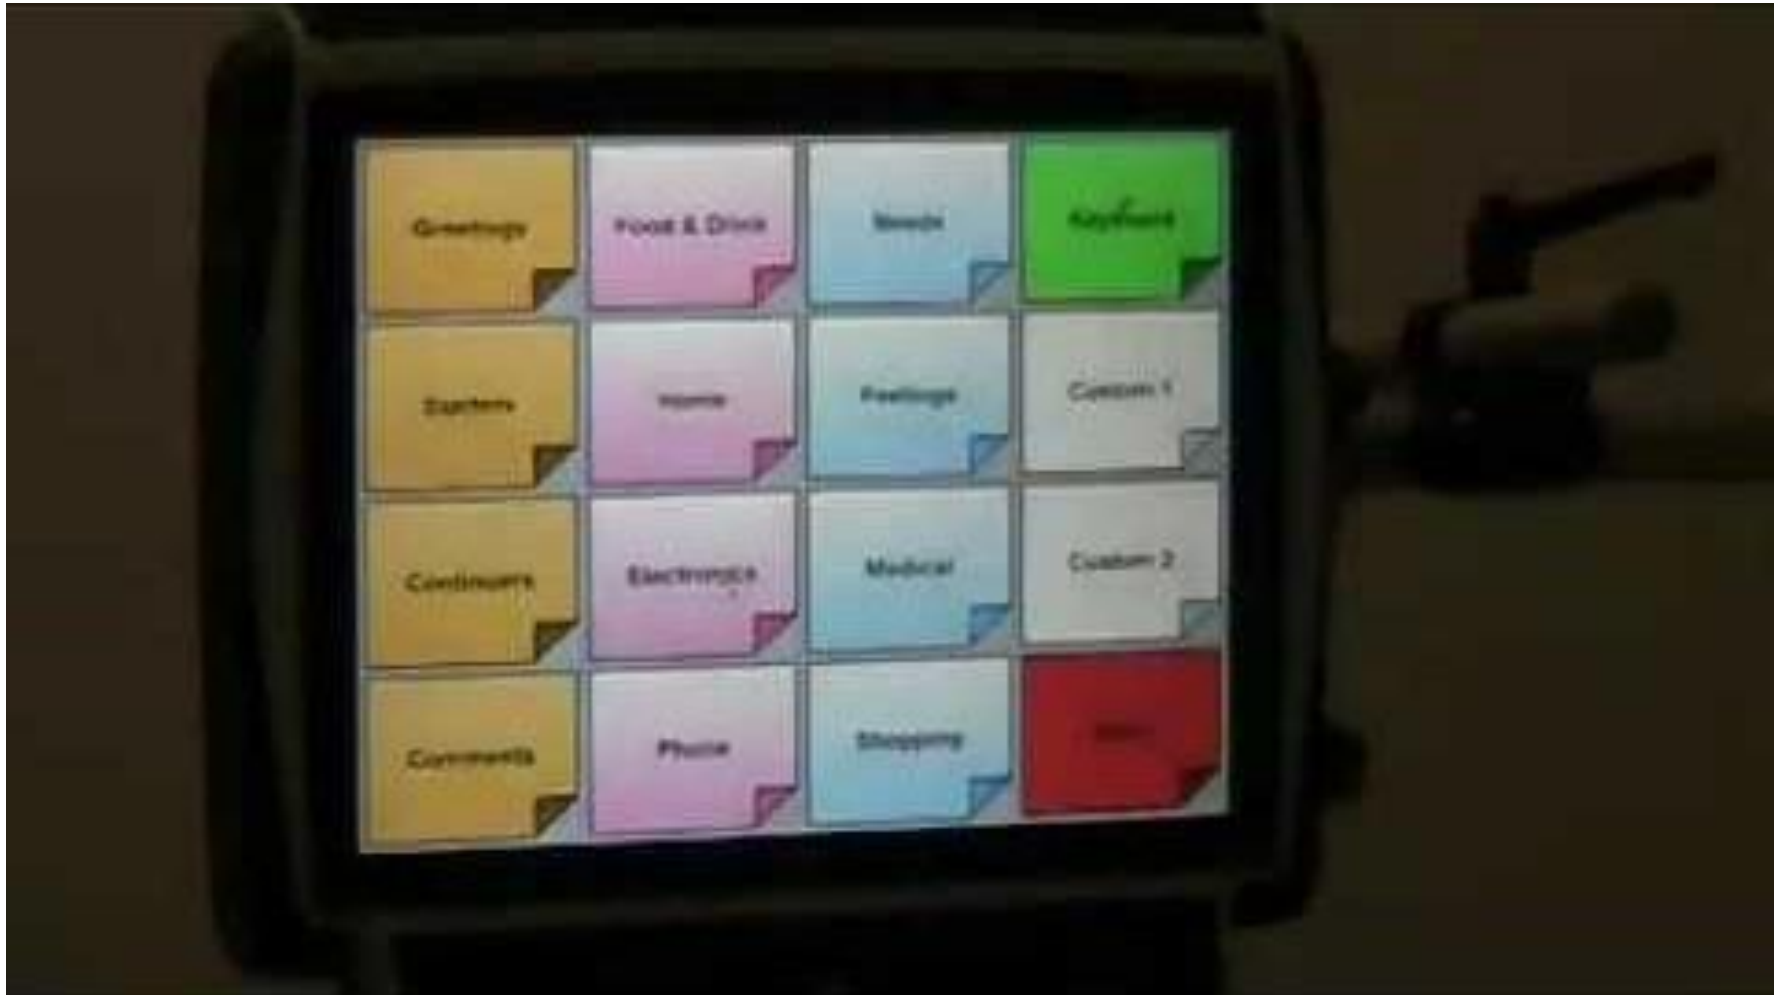 Greetings
Food & Drink
Needs
Keyboard
Starters
Home
Feelings
Custom 1
Continuers
Electronics
Medical
Custom 2
Comments
Phone
Shopping